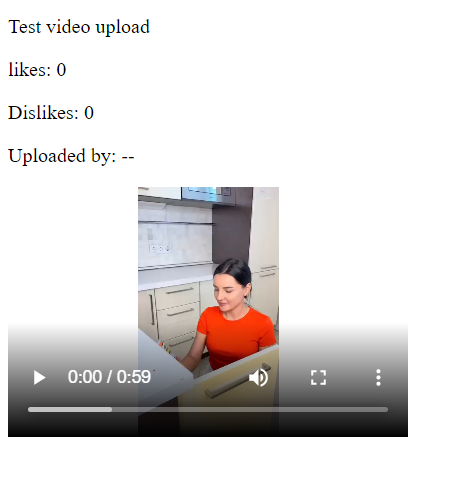 Test video upload
likes: 0
Dislikes: 0
Uploaded by: --
0:00 / 0:59